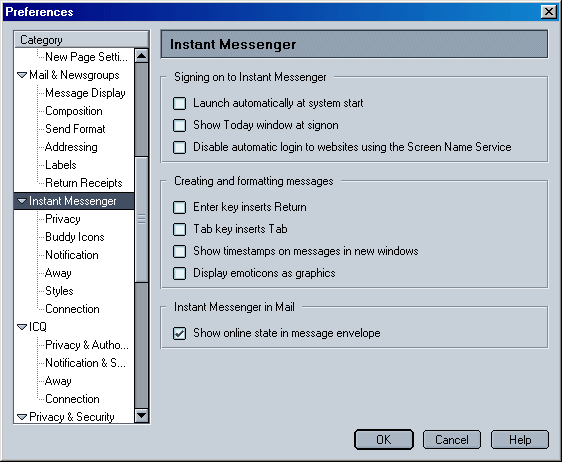 Preferences
Category
New Page Setti...
Mail & Newsgroups
Message Display
Composition
Send Format
Addressing
Labels
Return Receipts
Instant Messenger
Privacy
Buddy Icons
Notification
Away
Styles
Connection
ICQ
Privacy & Autho...
Notification & S...
Away
Connection
Privacy & Security
Instant Messenger
Signing on to Instant Messenger
Launch automatically at system start
Show Today window at signon
Disable automatic login to websites using the Screen Name Service
Creating and formatting messages
Enter key inserts Return
Tab key inserts Tab
Show timestamps on messages in new windows
Display emoticons as graphics
Instant Messenger in Mail
Show online state in message envelope
OK Cancel Help